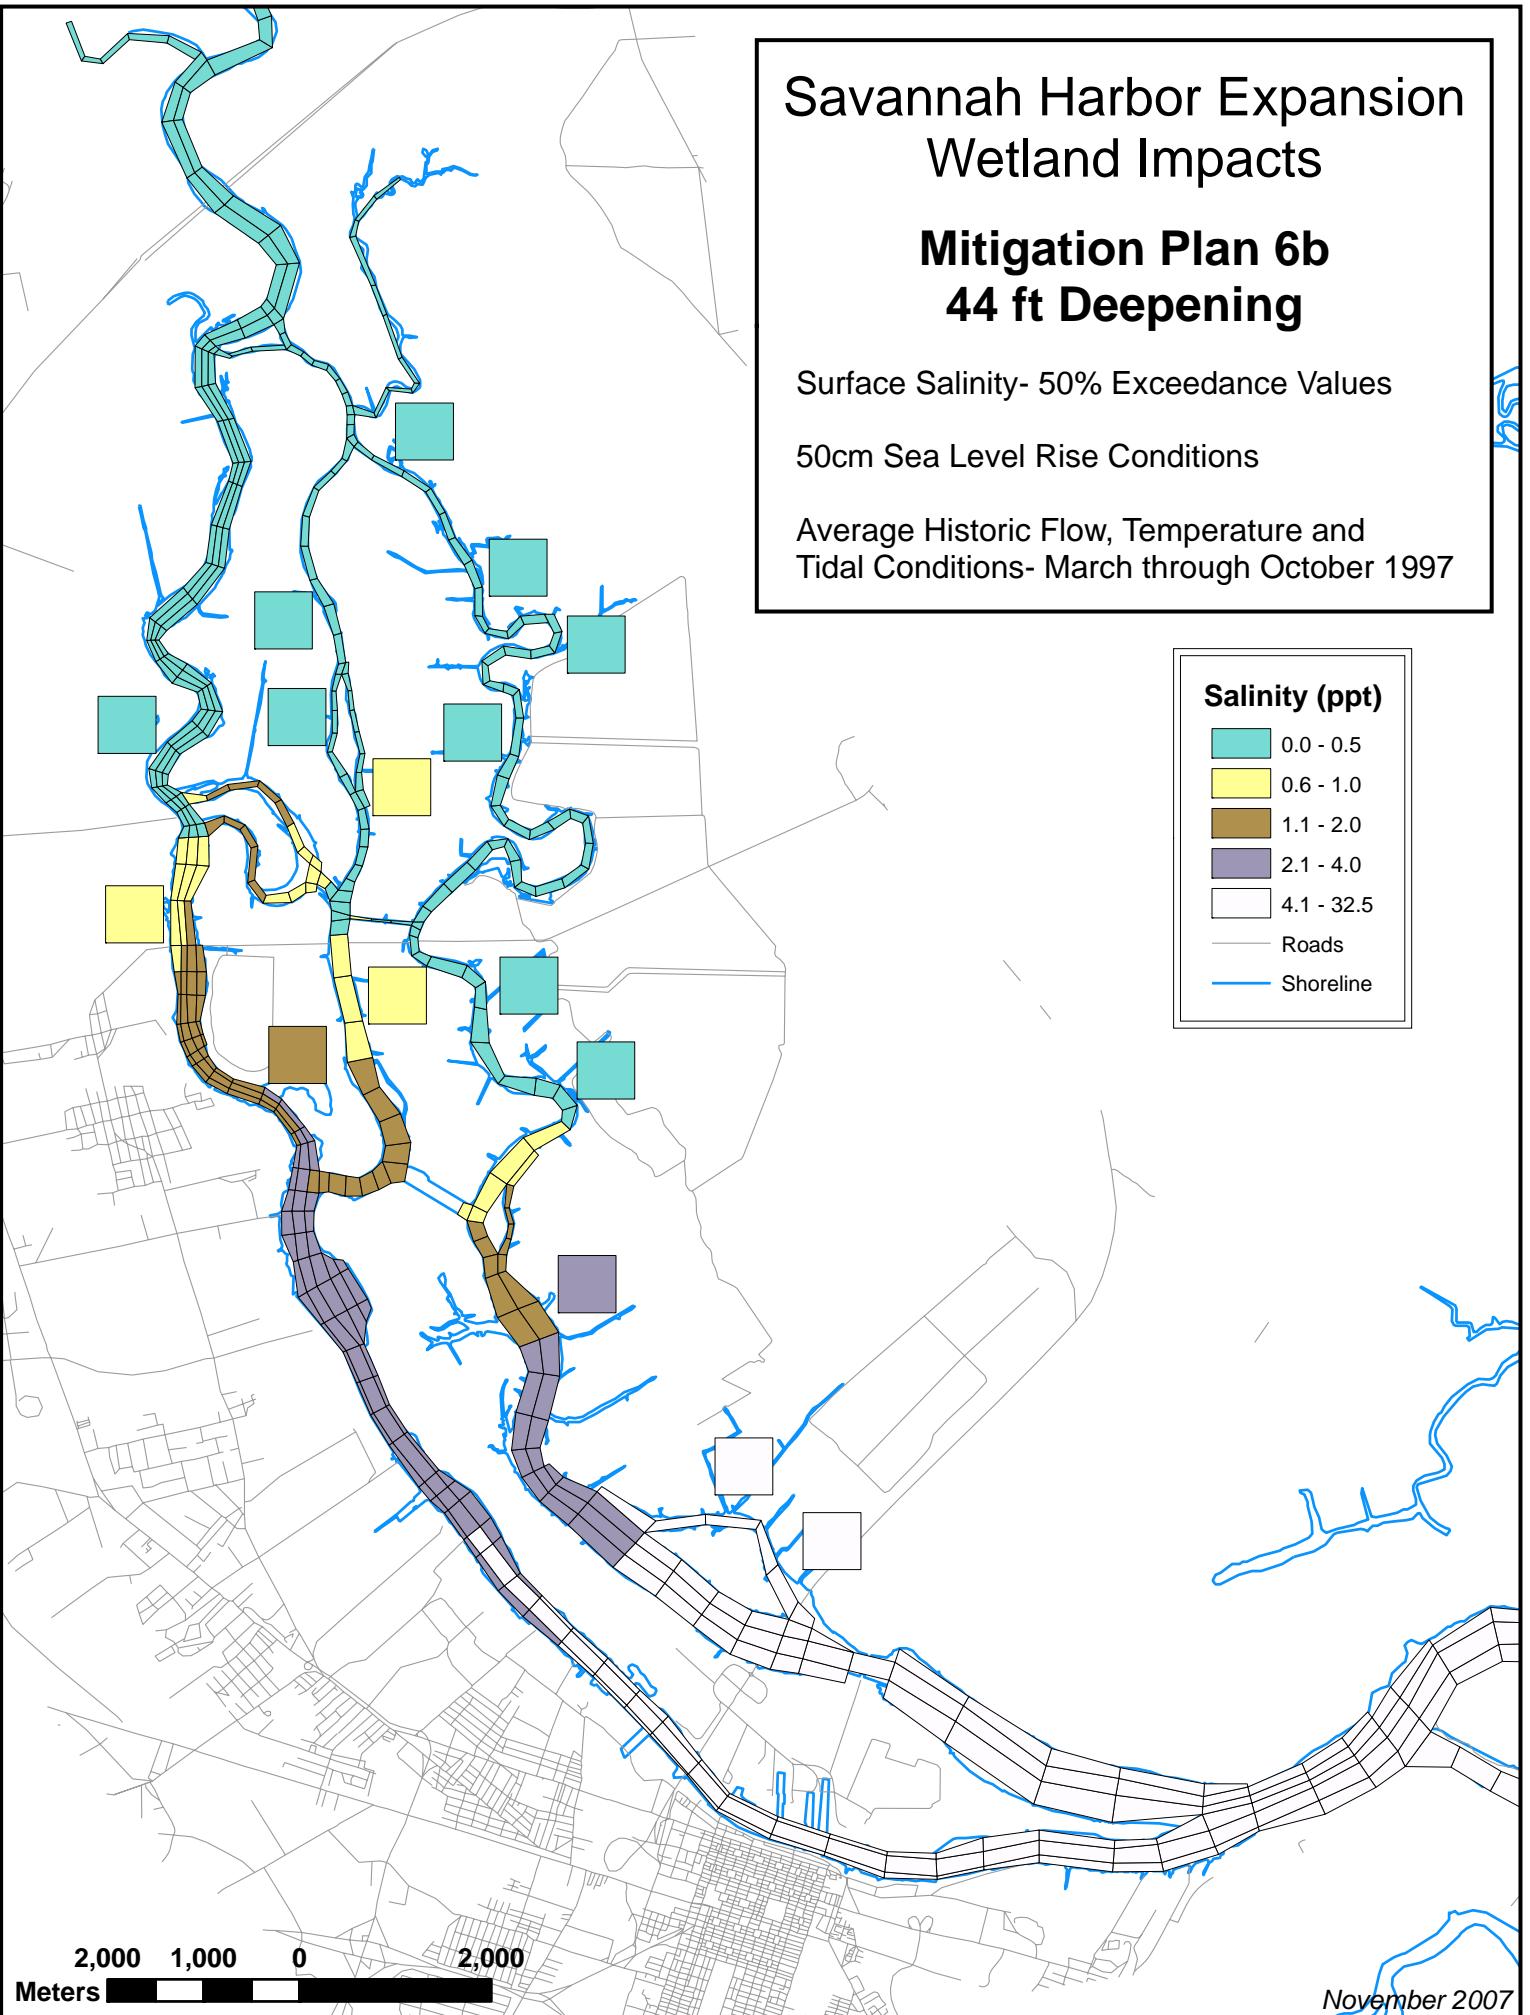 Savannah Harbor Expansion
Wetland Impacts
Mitigation Plan 6b
44 ft Deepening
Surface Salinity- 50% Exceedance Values
50cm Sea Level Rise Conditions
Average Historic Flow, Temperature and
Tidal Conditions- March through October 1997
Salinity (ppt)
0.0 - 0.5
0.6 - 1.0
1.1 - 2.0
2.1 - 4.0
4.1 - 32.5
Roads
Shoreline
2,000 1,000 0 2,000
Meters
November 2007